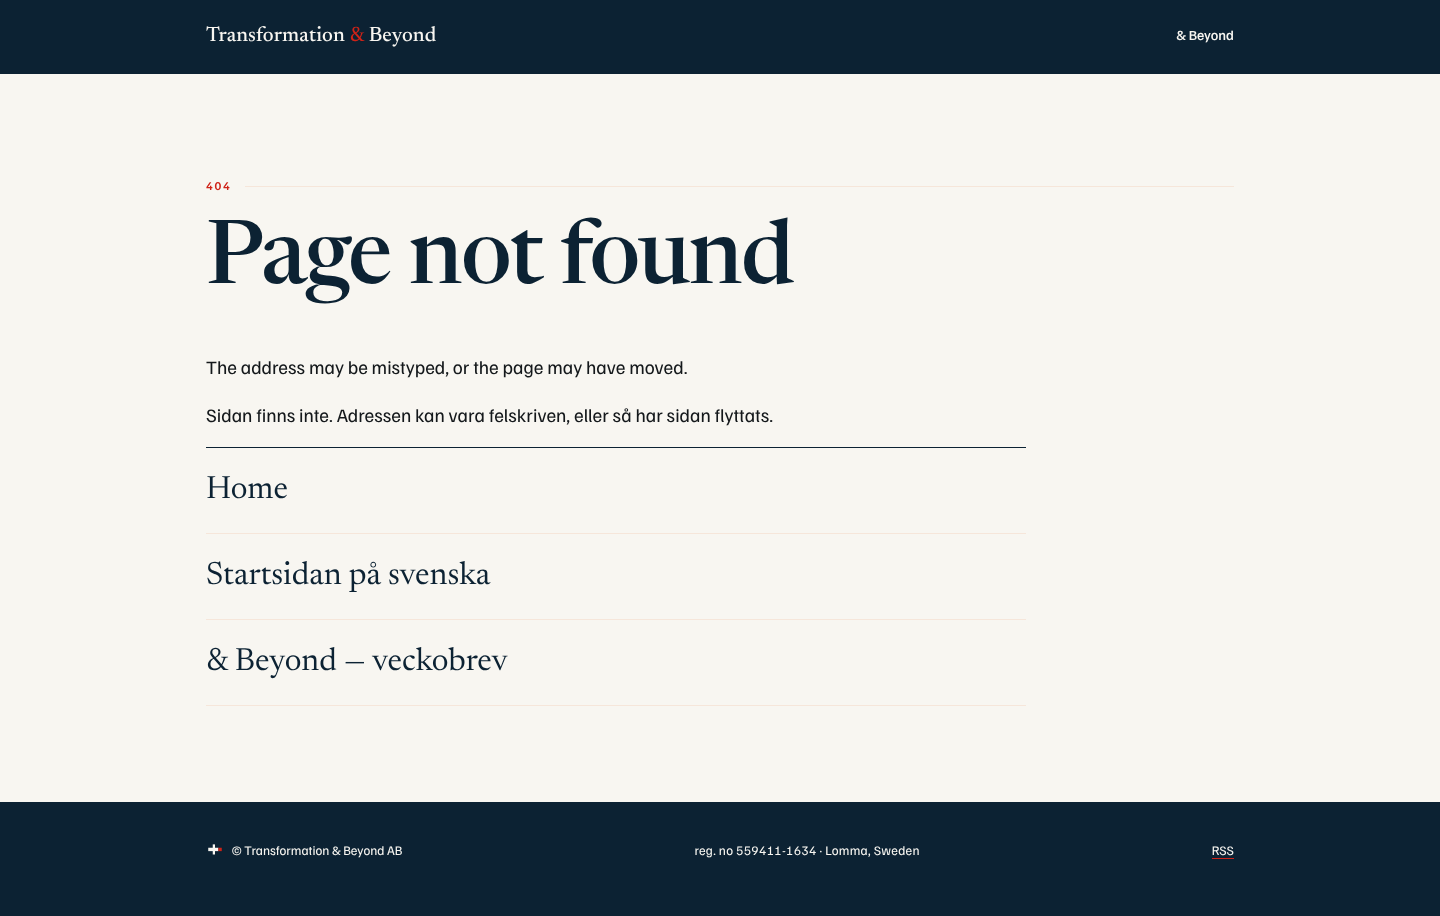 Transformation & Beyond
& Beyond
404
Page not found
The address may be mistyped, or the page may have moved.
Sidan finns inte. Adressen kan vara felskriven, eller så har sidan flyttats.
Home
Startsidan på svenska
& Beyond — veckobrev
© Transformation & Beyond AB
reg. no 559411-1634 · Lomma, Sweden
RSS